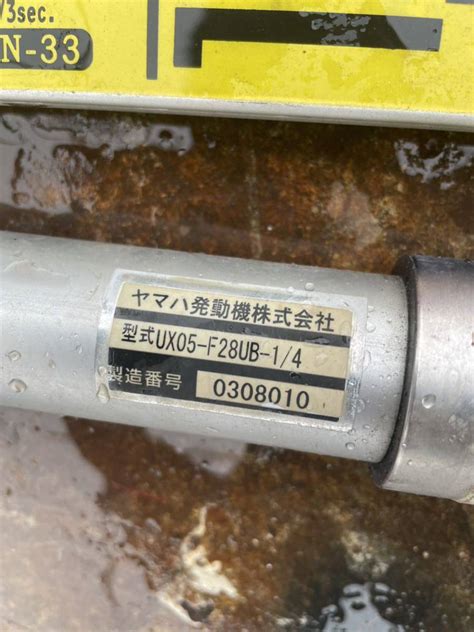 /3sec.
N-33
ヤマハ発動機株式会社
型式UX05-F28UB-1/4
製造番号 0308010